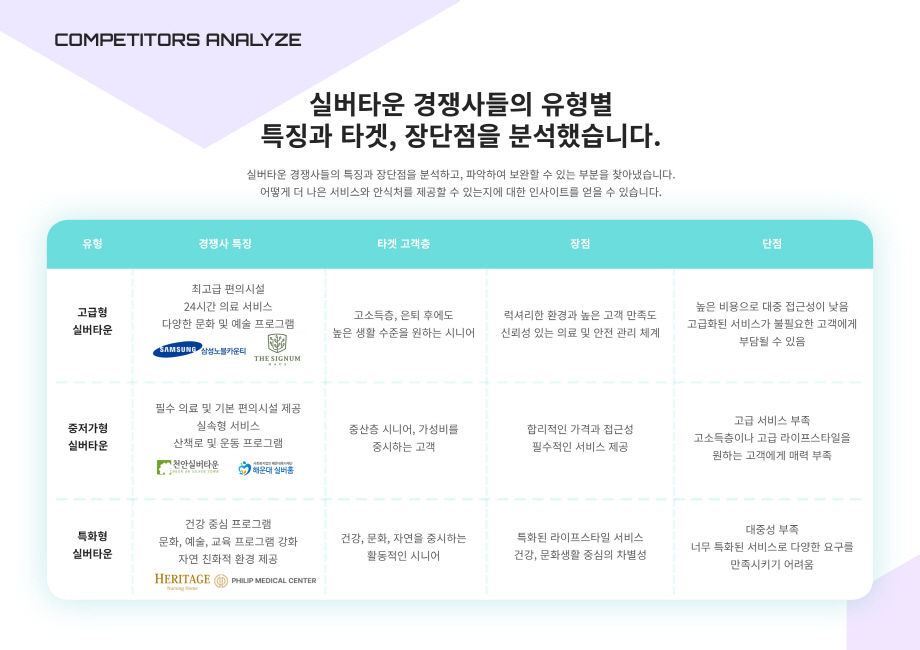 COMPETITORS ANALYZE
실버타운 경쟁사들의 유형별
특징과 타겟, 장단점을 분석했습니다.
실버타운 경쟁사들의 특징과 장단점을 분석하고, 파악하여 보완할 수 있는 부분을 찾아냈습니다.
어떻게 더 나은 서비스와 안식처를 제공할 수 있는지에 대한 인사이트를 얻을 수 있습니다.
유형
경쟁사 특징
타겟 고객층
장점
단점
고급형
실버타운
최고급 편의시설
24시간 의료 서비스
다양한 문화 및 예술 프로그램
SAMSUNG 삼성노블카운티
THE SIGNUM
HAUS
고소득층, 은퇴 후에도
높은 생활 수준을 원하는 시니어
럭셔리한 환경과 높은 고객 만족도
신뢰성 있는 의료 및 안전 관리 체계
높은 비용으로 대중 접근성이 낮음
고급화된 서비스가 불필요한 고객에게
부담될 수 있음
중저가형
실버타운
필수 의료 및 기본 편의시설 제공
실속형 서비스
산책로 및 운동 프로그램
천안실버타운
해운대 실버홈
중산층 시니어, 가성비를
중시하는 고객
합리적인 가격과 접근성
필수적인 서비스 제공
고급 서비스 부족
고소득층이나 고급 라이프스타일을
원하는 고객에게 매력 부족
특화형
실버타운
건강 중심 프로그램
문화, 예술, 교육 프로그램 강화
자연 친화적 환경 제공
HERITAGE
Nursing Home
PHILIP MEDICAL CENTER
건강, 문화, 자연을 중시하는
활동적인 시니어
특화된 라이프스타일 서비스
건강, 문화생활 중심의 차별성
대중성 부족
너무 특화된 서비스로 다양한 요구를
만족시키기 어려움